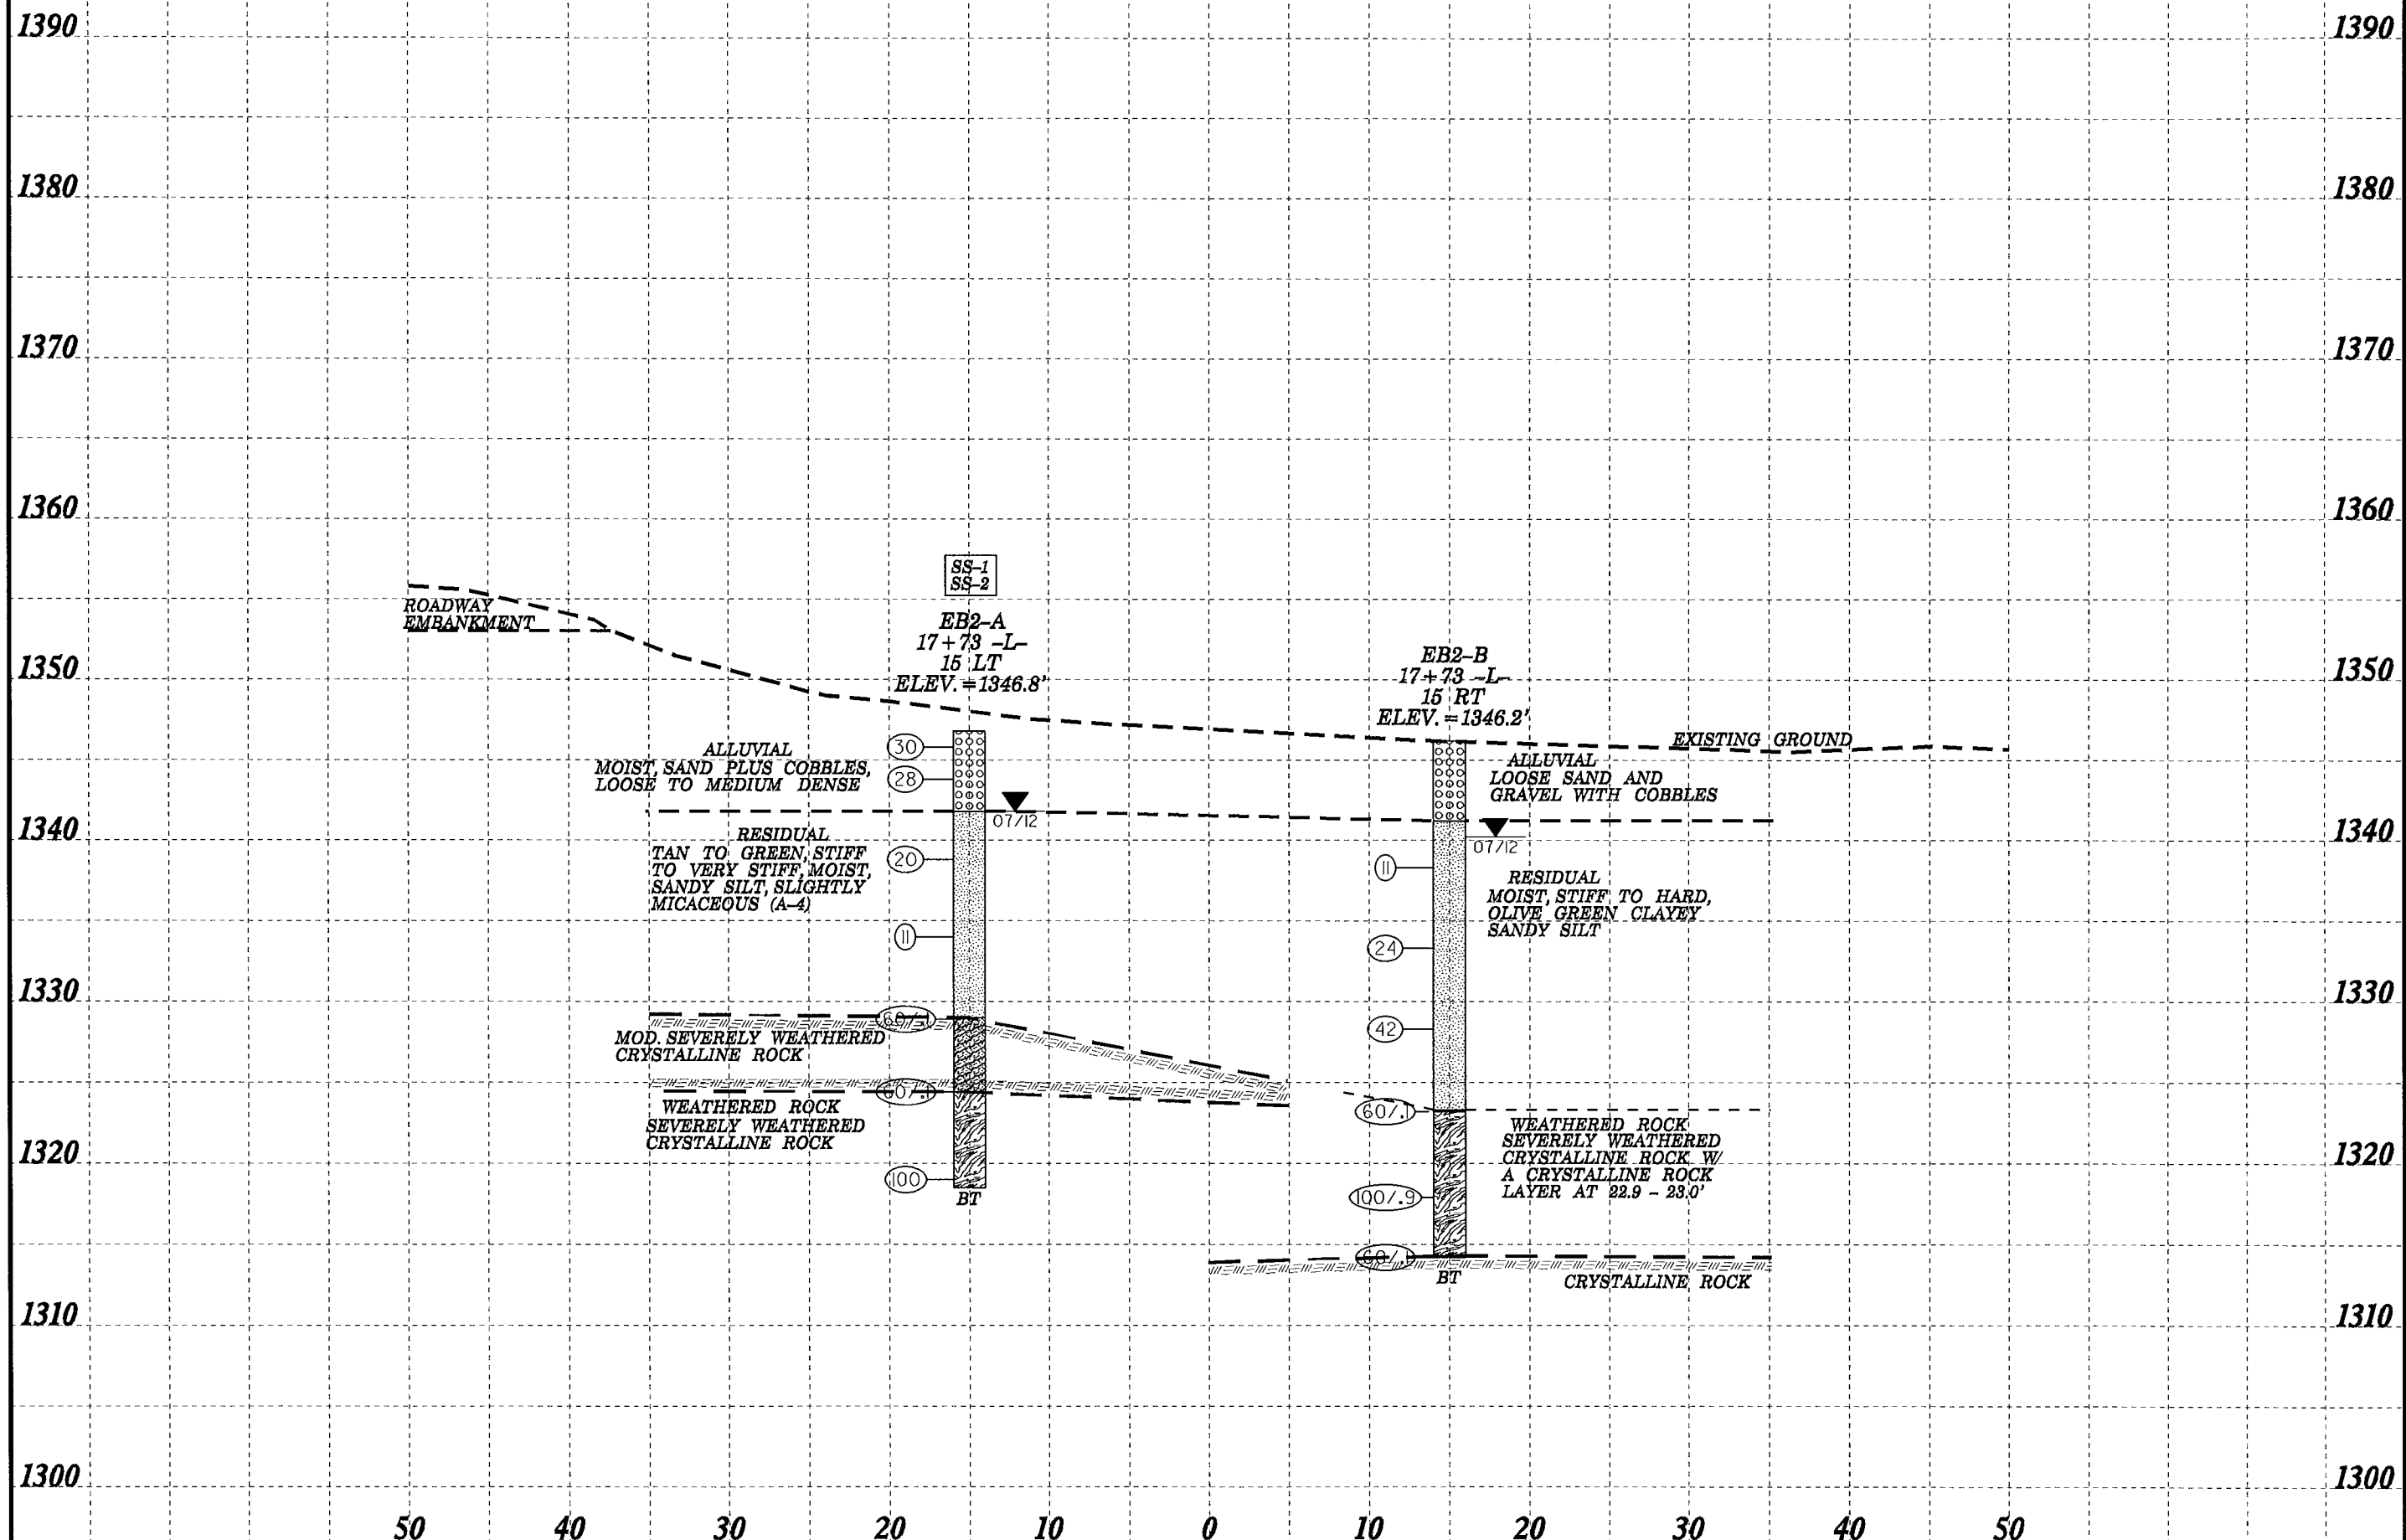 1390 1390
1380 1380
1370 1370
1360 1360
SS-1
SS-2
ROADWAY
EMBANKMENT
EB2-A
17+73 -L-
15 LT
ELEV.=1346.8'
EB2-B
17+73 -L-
15 RT
ELEV.=1346.2'
1350 1350
EXISTING GROUND
30
28
ALLUVIAL
MOIST, SAND PLUS COBBLES,
LOOSE TO MEDIUM DENSE
ALLUVIAL
LOOSE SAND AND
GRAVEL WITH COBBLES
07/12
07/12
1340 1340
RESIDUAL
TAN TO GREEN, STIFF
TO VERY STIFF, MOIST,
SANDY SILT, SLIGHTLY
MICACEOUS (A-4)
20
11
11
24
42
RESIDUAL
MOIST, STIFF TO HARD,
OLIVE GREEN CLAYEY
SANDY SILT
1330 1330
60/.1
MOD. SEVERELY WEATHERED
CRYSTALLINE ROCK
60/.1
WEATHERED ROCK
SEVERELY WEATHERED
CRYSTALLINE ROCK
100
BT
60/.1
WEATHERED ROCK
SEVERELY WEATHERED
CRYSTALLINE ROCK W/
A CRYSTALLINE ROCK
LAYER AT 22.9 - 23.0'
100/.9
1320 1320
BT
CRYSTALLINE ROCK
1310 1310
1300 1300
50 40 30 20 10 0 10 20 30 40 50